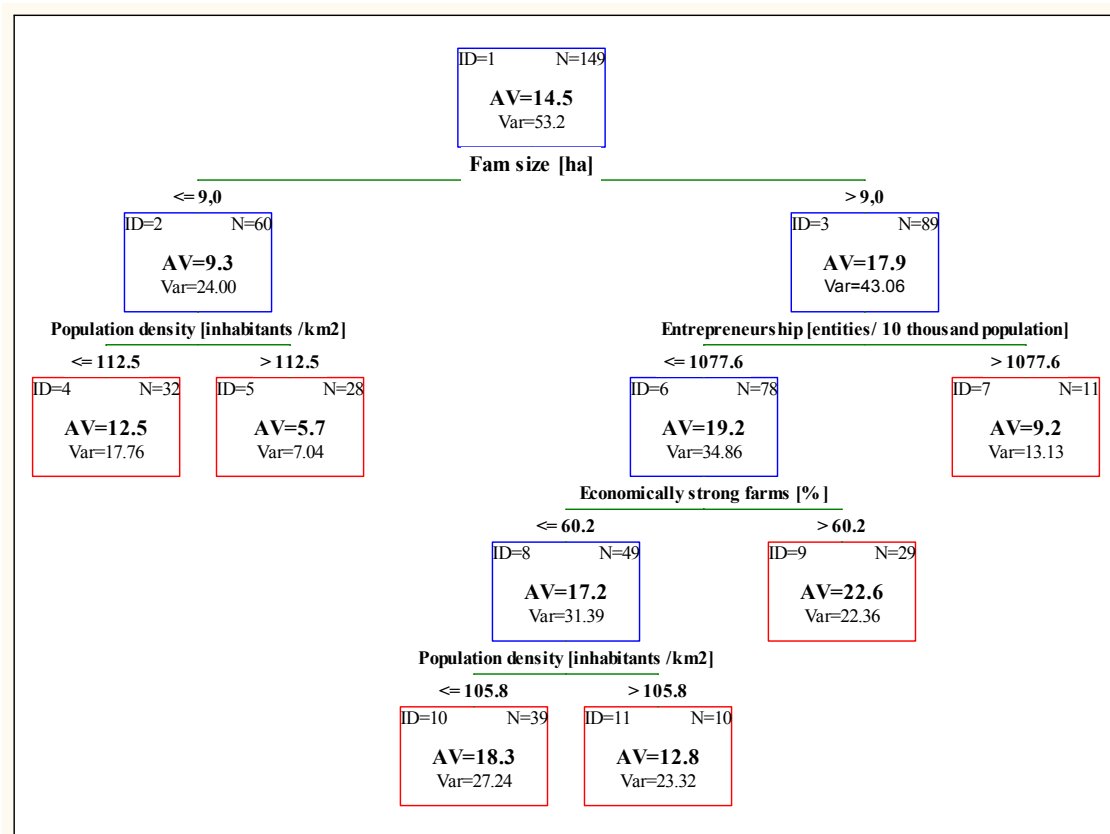 ID=1 N=149
AV=14.5
Var=53.2
Fam size [ha]
<= 9,0 > 9,0
ID=2 N=60 ID=3 N=89
AV=9.3 AV=17.9
Var=24.00 Var=43.06
Population density [inhabitants /km2] Entrepreneurship [entities/ 10 thousand population]
<= 112.5 > 112.5 <= 1077.6 > 1077.6
ID=4 N=32 ID=5 N=28 ID=6 N=78 ID=7 N=11
AV=12.5 AV=5.7 AV=19.2 AV=9.2
Var=17.76 Var=7.04 Var=34.86 Var=13.13
Economically strong farms [%]
<= 60.2 > 60.2
ID=8 N=49 ID=9 N=29
AV=17.2 AV=22.6
Var=31.39 Var=22.36
Population density [inhabitants /km2]
<= 105.8 > 105.8
ID=10 N=39 ID=11 N=10
AV=18.3 AV=12.8
Var=27.24 Var=23.32